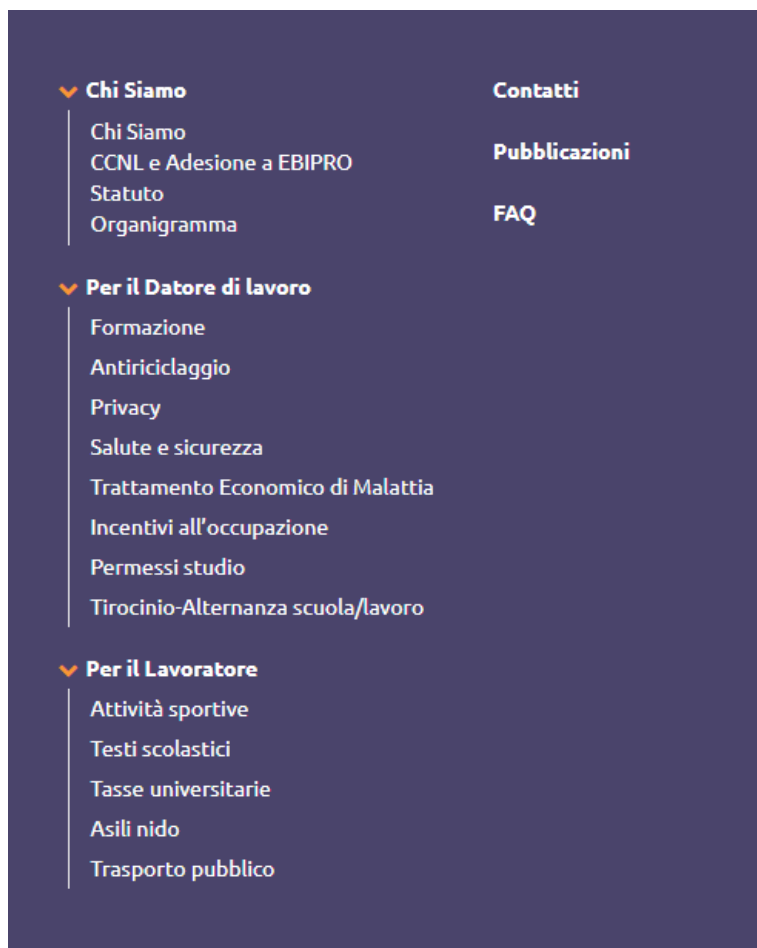 Chi Siamo
Chi Siamo
CCNL e Adesione a EBIPRO
Statuto
Organigramma
Per il Datore di lavoro
Formazione
Antiriciclaggio
Privacy
Salute e sicurezza
Trattamento Economico di Malattia
Incentivi all’occupazione
Permessi studio
Tirocinio-Alternanza scuola/lavoro
Per il Lavoratore
Attività sportive
Testi scolastici
Tasse universitarie
Asili nido
Trasporto pubblico
Contatti
Pubblicazioni
FAQ